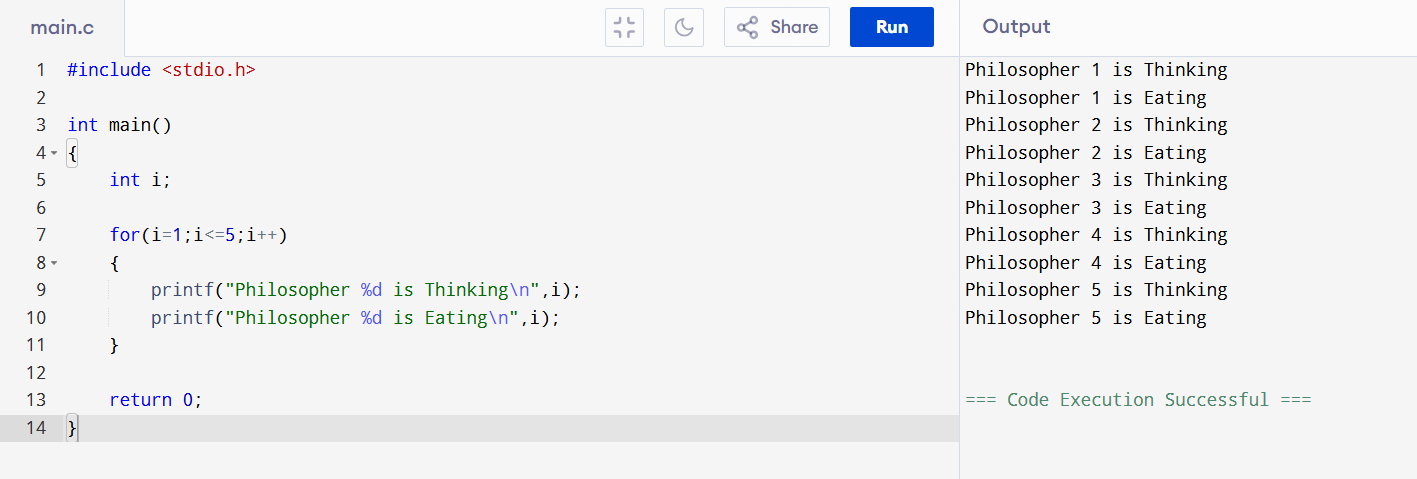 main.c
Share
Run
Output
1 #include <stdio.h>
2
3 int main()
4 {
5     int i;
6
7     for(i=1;i<=5;i++)
8     {
9         printf("Philosopher %d is Thinking\n",i);
10         printf("Philosopher %d is Eating\n",i);
11     }
12
13     return 0;
14 }
Philosopher 1 is Thinking
Philosopher 1 is Eating
Philosopher 2 is Thinking
Philosopher 2 is Eating
Philosopher 3 is Thinking
Philosopher 3 is Eating
Philosopher 4 is Thinking
Philosopher 4 is Eating
Philosopher 5 is Thinking
Philosopher 5 is Eating
=== Code Execution Successful ===